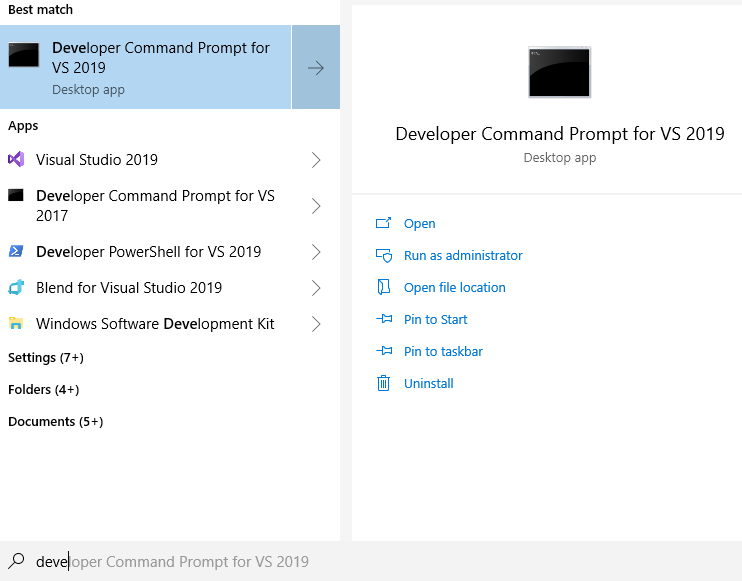 Best match
Developer Command Prompt for
VS 2019
Desktop app
Apps
Visual Studio 2019
Developer Command Prompt for VS
2017
Developer PowerShell for VS 2019
Blend for Visual Studio 2019
Windows Software Development Kit
Settings (7+)
Folders (4+)
Documents (5+)
Developer Command Prompt for VS 2019
Desktop app
Open
Run as administrator
Open file location
Pin to Start
Pin to taskbar
Uninstall
developer Command Prompt for VS 2019